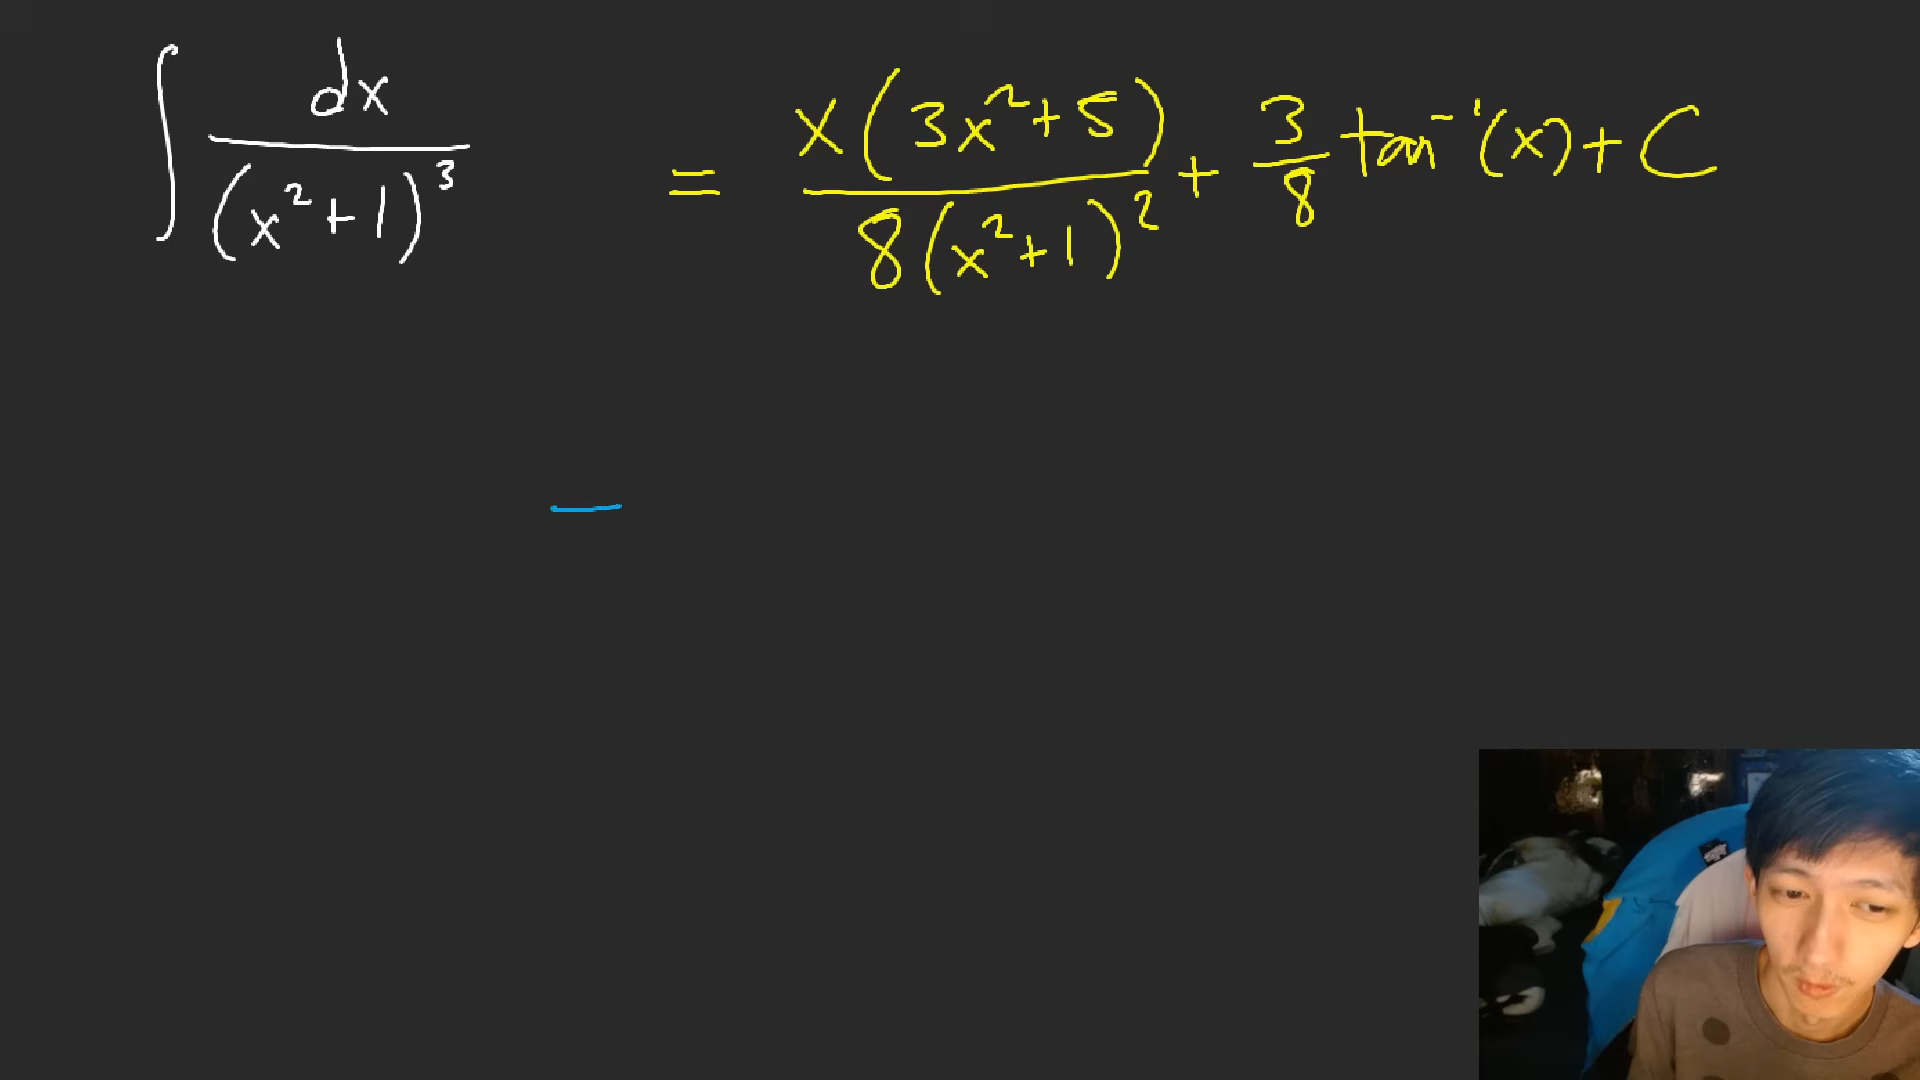 ∫ dx / (x² + 1)³ = x(3x² + 5) / 8(x² + 1)² + 3/8 tan⁻¹(x) + C